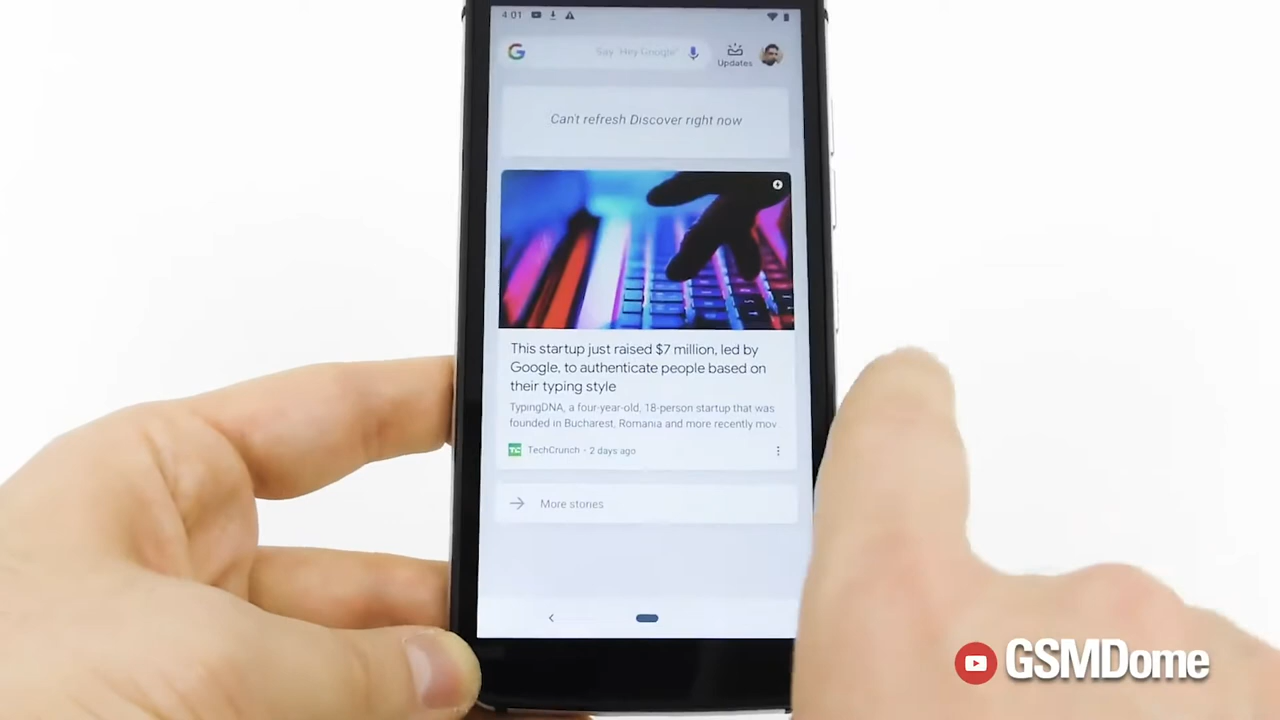 4:01
Say "Hey Google"
Updates
Can't refresh Discover right now
This startup just raised $7 million, led by
Google, to authenticate people based on
their typing style
TypingDNA, a four-year-old, 18-person startup that was
founded in Bucharest, Romania and more recently mov
TechCrunch - 2 days ago
More stories
GSMDome